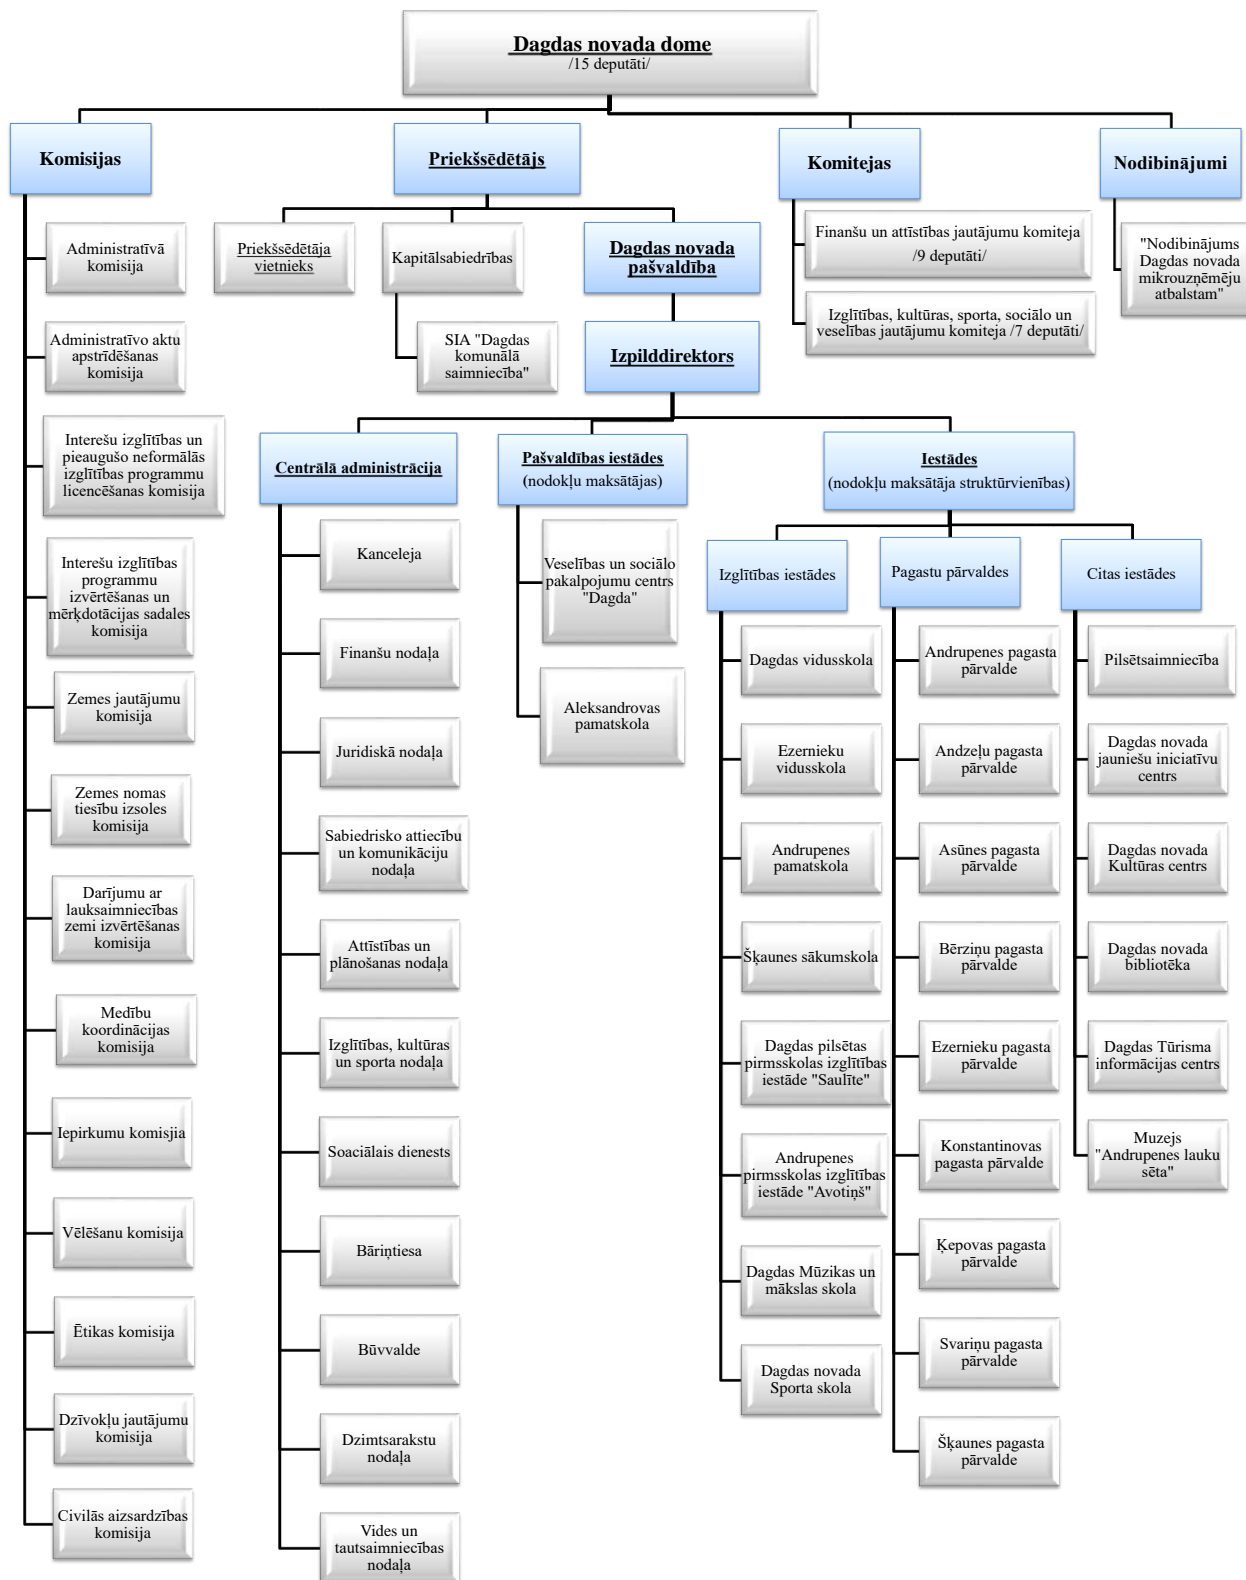 Dagdas novada dome
/15 deputāti/
Komisijas
Priekšsēdētājs
Komitejas
Nodibinājumi
Administratīvā
komisija
Administratīvo aktu
apstrīdēšanas
komisija
Interešu izglītības un
pieaugušo neformālās
izglītības programmu
licencēšanas komisija
Interešu izglītības
programmu
izvērtēšanas un
mērķdotācijas sadales
komisija
Zemes jautājumu
komisija
Zemes nomas
tiesību izsoles
komisija
Darījumu ar
lauksaimniecības
zemi izvērtēšanas
komisija
Medību
koordinācijas
komisija
Iepirkumu komisjia
Vēlēšanu komisija
Ētikas komisija
Dzīvokļu jautājumu
komisija
Civilās aizsardzības
komisija
Priekšsēdētāja
vietnieks
Kapitālsabiedrības
SIA "Dagdas
komunālā
saimniecība"
Dagdas novada
pašvaldība
Izpilddirektors
Finanšu un attīstības jautājumu komiteja
/9 deputāti/
Izglītības, kultūras, sporta, sociālo un
veselības jautājumu komiteja /7 deputāti/
"Nodibinājums
Dagdas novada
mikrouzņēmēju
atbalstam"
Centrālā administrācija
Kanceleja
Finanšu nodaļa
Juridiskā nodaļa
Sabiedrisko attiecību
un komunikāciju
nodaļa
Attīstības un
plānošanas nodaļa
Izglītības, kultūras
un sporta nodaļa
Soaciālais dienests
Bāriņtiesa
Būvvalde
Dzimtsarakstu
nodaļa
Vides un
tautsaimniecības
nodaļa
Pašvaldības iestādes
(nodokļu maksātājas)
Veselības un sociālo
pakalpojumu centrs
"Dagda"
Aleksandrovas
pamatskola
Iestādes
(nodokļu maksātāja struktūrvienības)
Izglītības iestādes
Dagdas vidusskola
Ezernieku
vidusskola
Andrupenes
pamatskola
Šķaunes sākumskola
Dagdas pilsētas
pirmsskolas izglītības
iestāde "Saulīte"
Andrupenes
pirmsskolas izglītības
iestāde "Avotiņš"
Dagdas Mūzikas un
mākslas skola
Dagdas novada
Sporta skola
Pagastu pārvaldes
Andrupenes pagasta
pārvalde
Andzeļu pagasta
pārvalde
Asūnes pagasta
pārvalde
Bērziņu pagasta
pārvalde
Ezernieku pagasta
pārvalde
Konstantinovas
pagasta pārvalde
Ķepovas pagasta
pārvalde
Svariņu pagasta
pārvalde
Šķaunes pagasta
pārvalde
Citas iestādes
Pilsētsaimniecība
Dagdas novada
jauniešu iniciatīvu
centrs
Dagdas novada
Kultūras centrs
Dagdas novada
bibliotēka
Dagdas Tūrisma
informācijas centrs
Muzejs
"Andrupenes lauku
sēta"